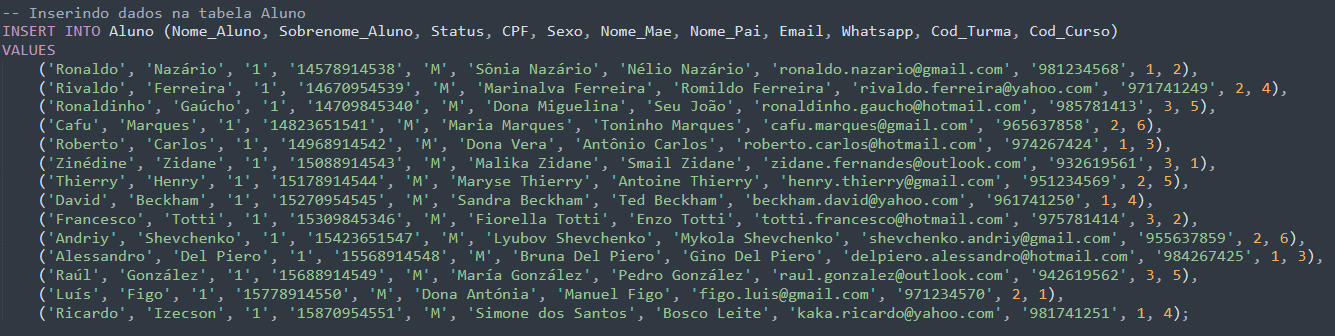 -- Inserindo dados na tabela Aluno
INSERT INTO Aluno (Nome_Aluno, Sobrenome_Aluno, Status, CPF, Sexo, Nome_Mae, Nome_Pai, Email, Whatsapp, Cod_Turma, Cod_Curso)
VALUES
('Ronaldo', 'Nazário', '1', '14578914538', 'M', 'Sônia Nazário', 'Nélio Nazário', 'ronaldo.nazario@gmail.com', '981234568', 1, 2),
('Rivaldo', 'Ferreira', '1', '14670954539', 'M', 'Marinalva Ferreira', 'Romildo Ferreira', 'rivaldo.ferreira@yahoo.com', '971741249', 2, 4),
('Ronaldinho', 'Gaúcho', '1', '14709845340', 'M', 'Dona Miguelina', 'Seu João', 'ronaldinho.gaucho@hotmail.com', '985781413', 3, 5),
('Cafu', 'Marques', '1', '14823651541', 'M', 'Maria Marques', 'Toninho Marques', 'cafu.marques@gmail.com', '965637858', 2, 6),
('Roberto', 'Carlos', '1', '14968914542', 'M', 'Dona Vera', 'Antônio Carlos', 'roberto.carlos@hotmail.com', '974267424', 1, 3),
('Zinédine', 'Zidane', '1', '15088914543', 'M', 'Malika Zidane', 'Smail Zidane', 'zidane.fernandes@outlook.com', '932619561', 3, 1),
('Thierry', 'Henry', '1', '15178914544', 'M', 'Maryse Thierry', 'Antoine Thierry', 'henry.thierry@gmail.com', '951234569', 2, 5),
('David', 'Beckham', '1', '15270954545', 'M', 'Sandra Beckham', 'Ted Beckham', 'beckham.david@yahoo.com', '961741250', 1, 4),
('Francesco', 'Totti', '1', '15309845346', 'M', 'Fiorella Totti', 'Enzo Totti', 'totti.francesco@hotmail.com', '975781414', 3, 2),
('Andriy', 'Shevchenko', '1', '15423651547', 'M', 'Lyubov Shevchenko', 'Mykola Shevchenko', 'shevchenko.andriy@gmail.com', '955637859', 2, 6),
('Alessandro', 'Del Piero', '1', '15568914548', 'M', 'Bruna Del Piero', 'Gino Del Piero', 'delpiero.alessandro@hotmail.com', '984267425', 1, 3),
('Raúl', 'González', '1', '15688914549', 'M', 'María González', 'Pedro González', 'raul.gonzalez@outlook.com', '942619562', 3, 5),
('Luís', 'Figo', '1', '15778914550', 'M', 'Dona Antónia', 'Manuel Figo', 'figo.luis@gmail.com', '971234570', 2, 1),
('Ricardo', 'Izecson', '1', '15870954551', 'M', 'Simone dos Santos', 'Bosco Leite', 'kaka.ricardo@yahoo.com', '981741251', 1, 4);